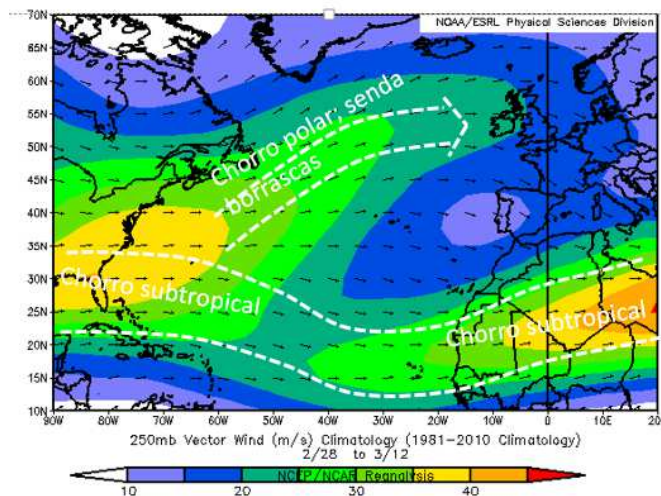 NOAA/ESRL Physical Sciences Division
70N
65N
60N
55N
50N
45N
40N
35N
30N
25N
20N
15N
10N
Chorro polar, senda
borrascas
Chorro subtropical
Chorro subtropical
90W 80W 70W 60W 50W 40W 30W 20W 10W 0 10E 20E
250mb Vector Wind (m/s) Climatology (1981-2010 Climatology)
2/28 to 3/12
NCEP/NCAR Reanalysis
10 20 30 40